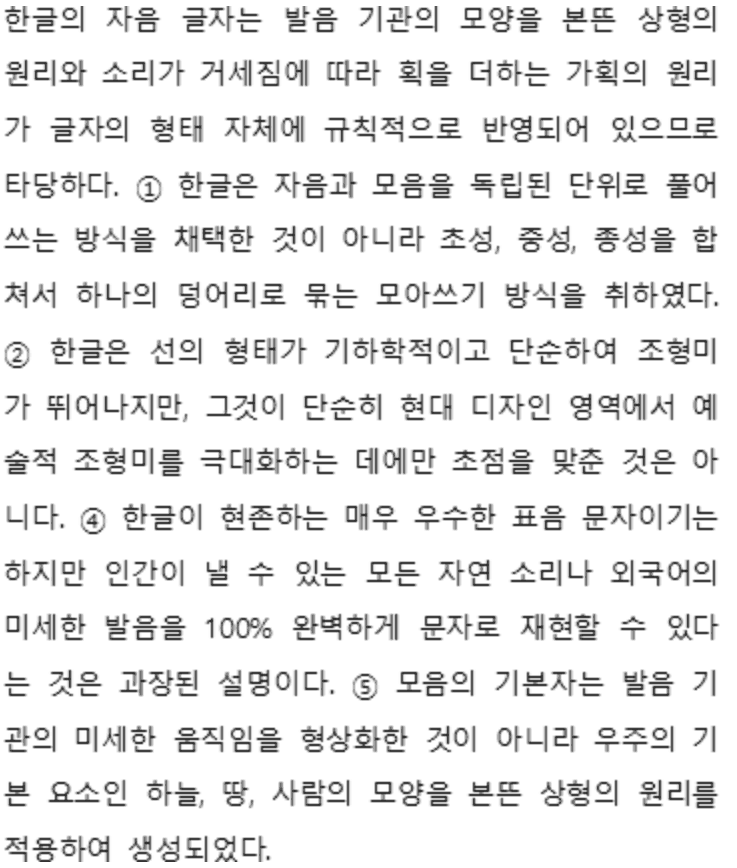 한글의 자음 글자는 발음 기관의 모양을 본뜬 상형의
원리와 소리가 거세짐에 따라 획을 더하는 가획의 원리
가 글자의 형태 자체에 규칙적으로 반영되어 있으므로
타당하다. ① 한글은 자음과 모음을 독립된 단위로 풀어
쓰는 방식을 채택한 것이 아니라 초성, 중성, 종성을 합
쳐서 하나의 덩어리로 묶는 모아쓰기 방식을 취하였다.
② 한글은 선의 형태가 기하학적이고 단순하여 조형미
가 뛰어나지만, 그것이 단순히 현대 디자인 영역에서 예
술적 조형미를 극대화하는 데에만 초점을 맞춘 것은 아
니다. ④ 한글이 현존하는 매우 우수한 표음 문자이기는
하지만 인간이 낼 수 있는 모든 자연 소리나 외국어의
미세한 발음을 100% 완벽하게 문자로 재현할 수 있다
는 것은 과장된 설명이다. ⑤ 모음의 기본자는 발음 기
관의 미세한 움직임을 형상화한 것이 아니라 우주의 기
본 요소인 하늘, 땅, 사람의 모양을 본뜬 상형의 원리를
적용하여 생성되었다.